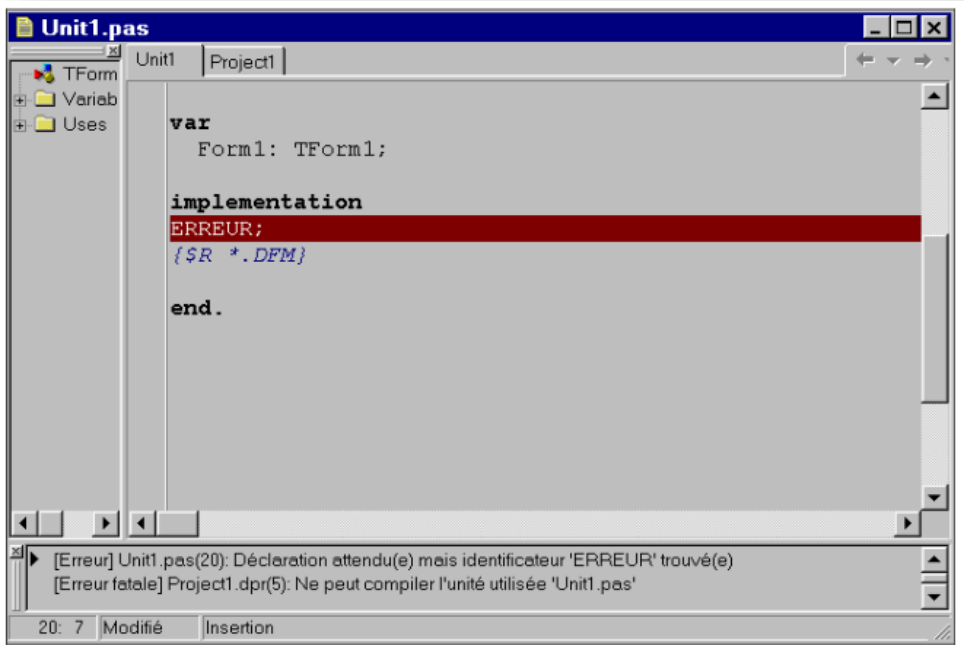 Unit1.pas
Unit1 Project1
TForm
Variab
Uses
var
Form1: TForm1;
implementation
ERREUR;
{$R *.DFM}
end.
[Erreur] Unit1.pas(20): Déclaration attendu(e) mais identificateur 'ERREUR' trouvé(e)
[Erreur fatale] Project1.dpr(5): Ne peut compiler l'unité utilisée 'Unit1.pas'
20: 7 Modifié Insertion